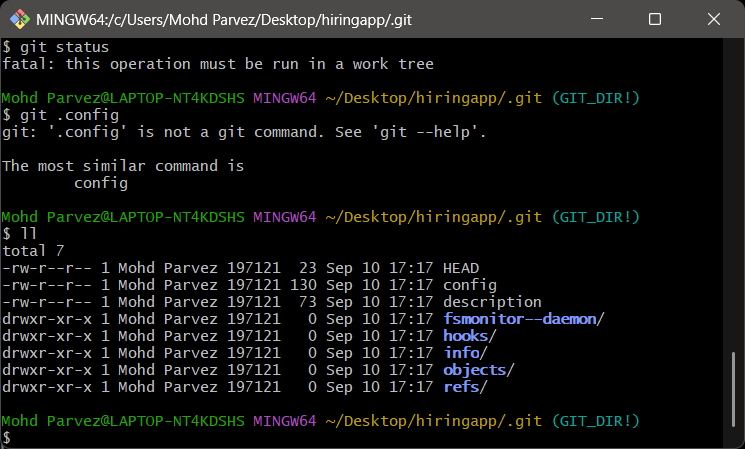 MINGW64:/c/Users/Mohd Parvez/Desktop/hiringapp/.git
$ git status
fatal: this operation must be run in a work tree
Mohd Parvez@LAPTOP-NT4KDSHS MINGW64 ~/Desktop/hiringapp/.git (GIT_DIR!)
$ git .config
git: '.config' is not a git command. See 'git --help'.
The most similar command is
config
Mohd Parvez@LAPTOP-NT4KDSHS MINGW64 ~/Desktop/hiringapp/.git (GIT_DIR!)
$ ll
total 7
-rw-r--r-- 1 Mohd Parvez 197121  23 Sep 10 17:17 HEAD
-rw-r--r-- 1 Mohd Parvez 197121 130 Sep 10 17:17 config
-rw-r--r-- 1 Mohd Parvez 197121  73 Sep 10 17:17 description
drwxr-xr-x 1 Mohd Parvez 197121   0 Sep 10 17:17 fsmonitor--daemon/
drwxr-xr-x 1 Mohd Parvez 197121   0 Sep 10 17:17 hooks/
drwxr-xr-x 1 Mohd Parvez 197121   0 Sep 10 17:17 info/
drwxr-xr-x 1 Mohd Parvez 197121   0 Sep 10 17:17 objects/
drwxr-xr-x 1 Mohd Parvez 197121   0 Sep 10 17:17 refs/
Mohd Parvez@LAPTOP-NT4KDSHS MINGW64 ~/Desktop/hiringapp/.git (GIT_DIR!)
$